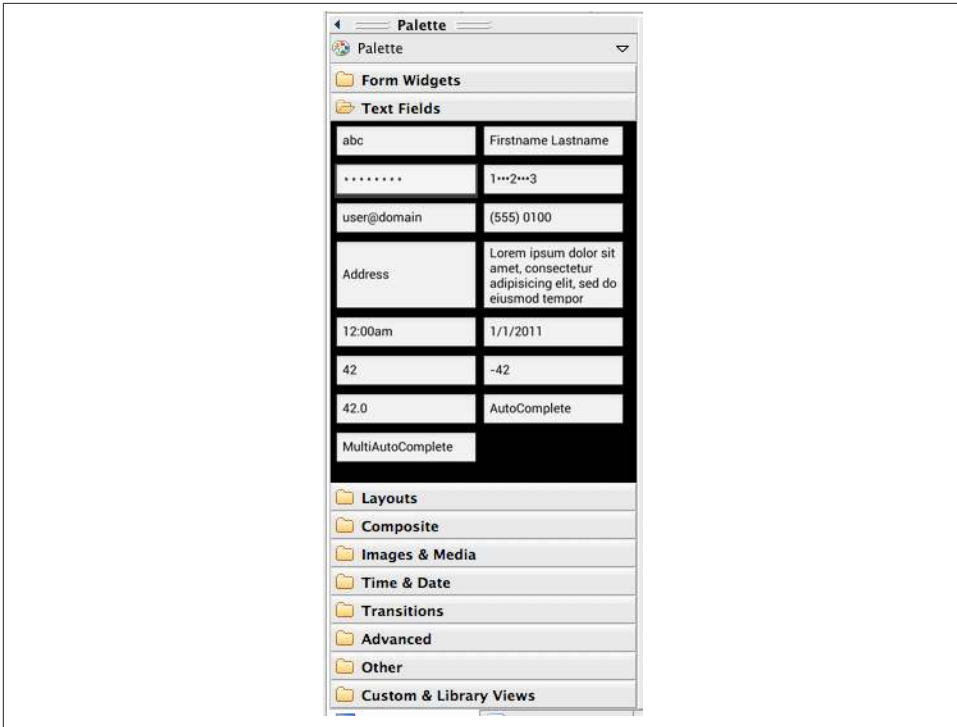 Palette
Palette
Form Widgets
Text Fields
abc
Firstname Lastname
••••••••
1•••2•••3
user@domain
(555) 0100
Address
Lorem ipsum dolor sit
amet, consectetur
adipisicing elit, sed do
eiusmod tempor
12:00am
1/1/2011
42
-42
42.0
AutoComplete
MultiAutoComplete
Layouts
Composite
Images & Media
Time & Date
Transitions
Advanced
Other
Custom & Library Views